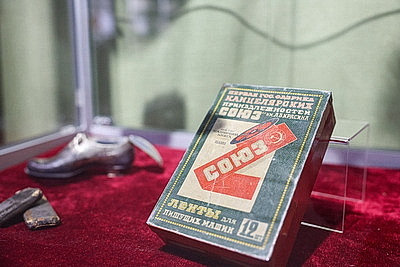 ПЕРВАЯ ГОС. ФАБРИКА
КАНЦЕЛЯРСКИХ
ПРИНАДЛЕЖНОСТЕЙ
СОЮЗ
СОЮЗ
ЛЕНТЫ ДЛЯ
ПИШУЩИХ МАШИН
12